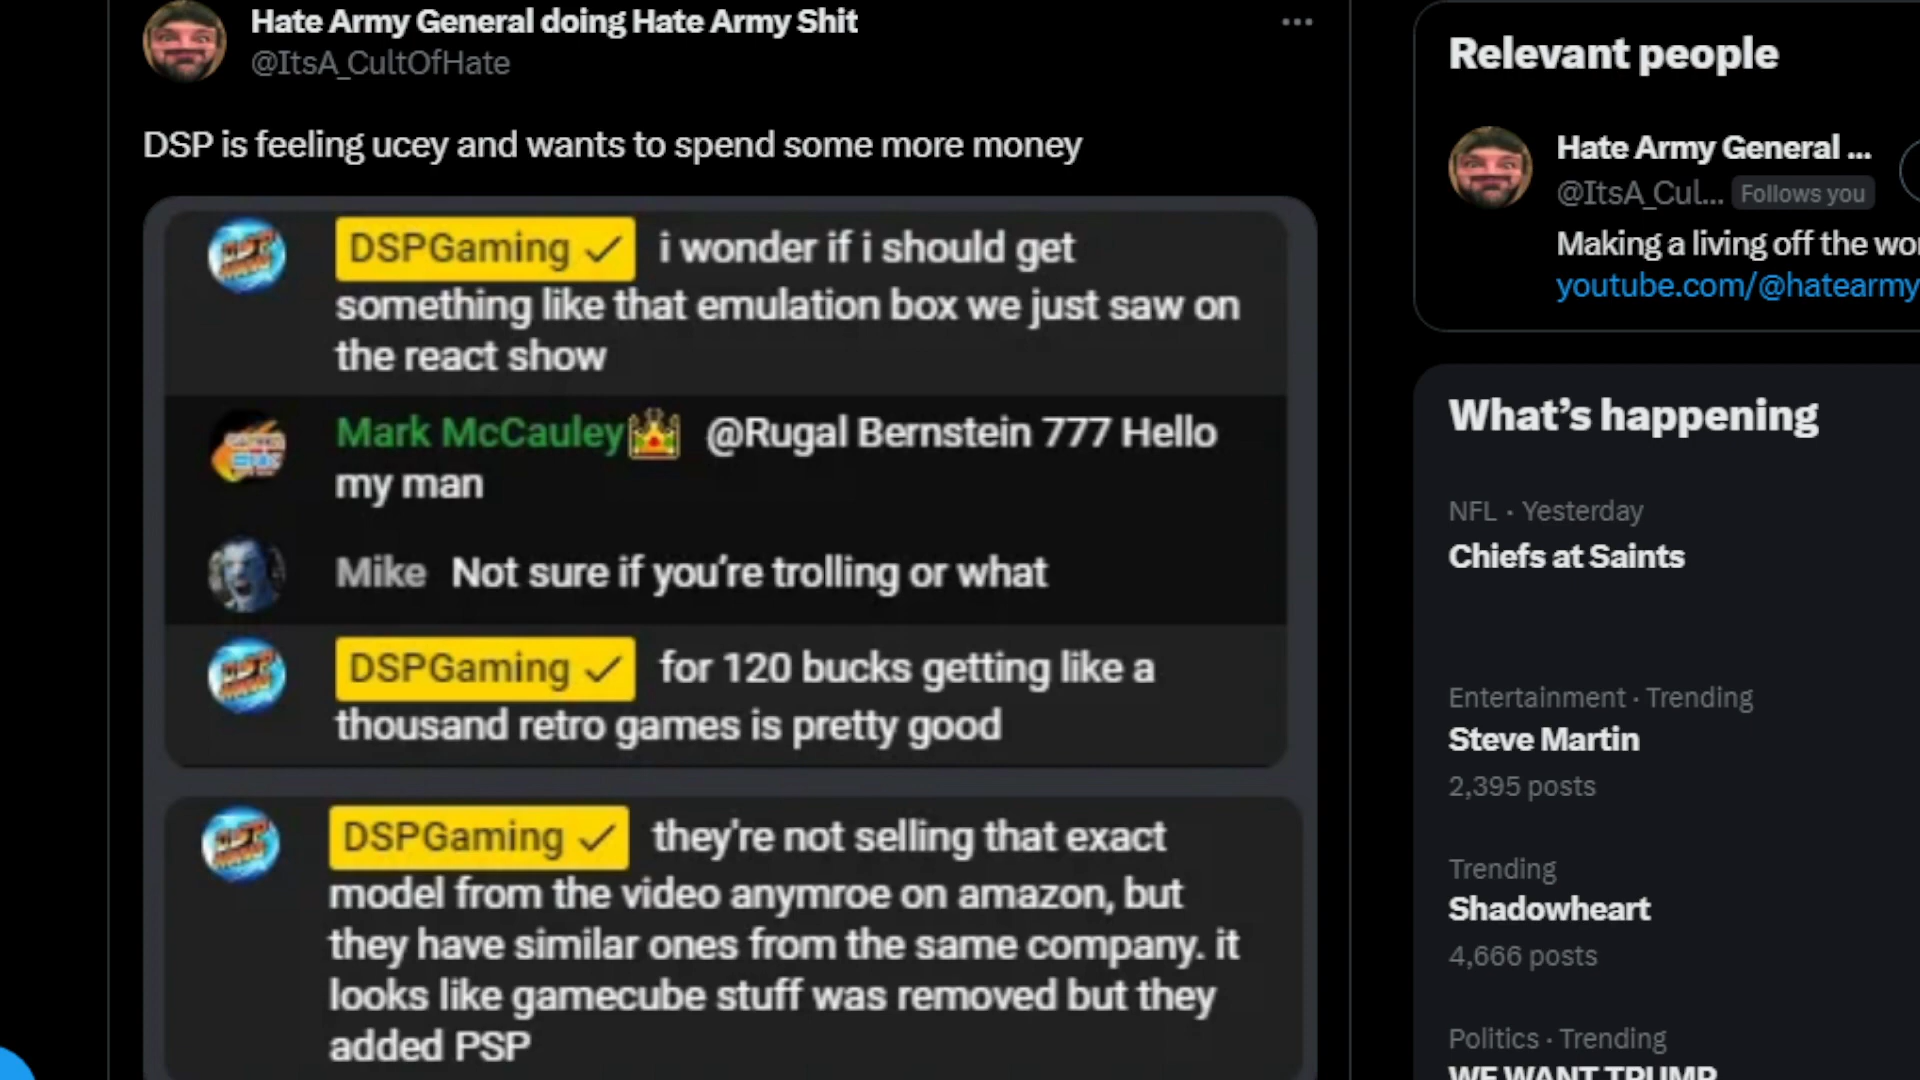 Hate Army General doing Hate Army Shit
@ItsA_CultOfHate
DSP is feeling ucey and wants to spend some more money
DSPGaming ✓ i wonder if i should get
something like that emulation box we just saw on
the react show
Mark McCauley @Rugal Bernstein 777 Hello
my man
Mike Not sure if you're trolling or what
DSPGaming ✓ for 120 bucks getting like a
thousand retro games is pretty good
DSPGaming ✓ they're not selling that exact
model from the video anymroe on amazon, but
they have similar ones from the same company. it
looks like gamecube stuff was removed but they
added PSP
Relevant people
Hate Army General ...
@ItsA_Cul... Follows you
Making a living off the
youtube.com/@hatearmy
What's happening
NFL · Yesterday
Chiefs at Saints
Entertainment · Trending
Steve Martin
2,395 posts
Trending
Shadowheart
4,666 posts
Politics · Trending
WE WANT TRUMP